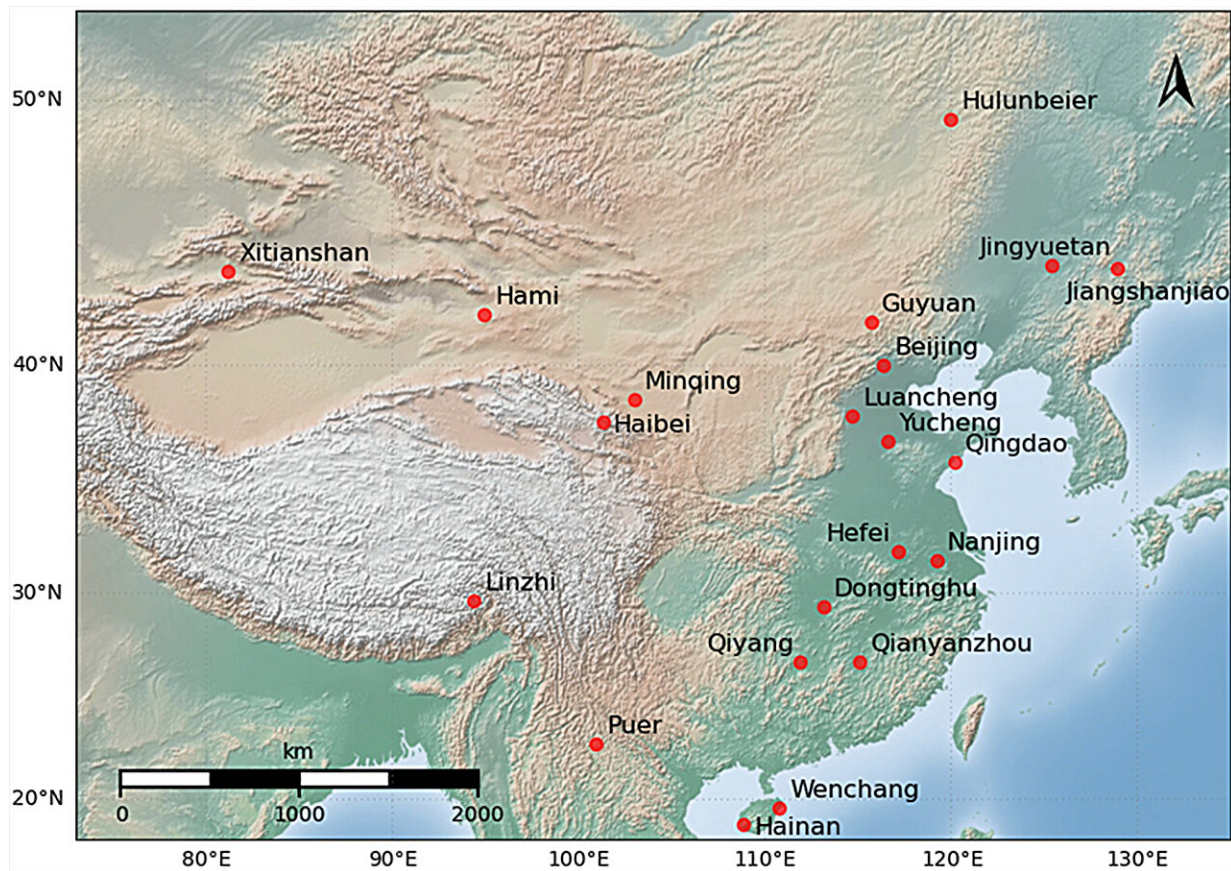 50°N
Hulunbeier
Jingyuetan
Xitianshan
Hami
Jiangshanjiao
Guyuan
Beijing
40°N
Minqing
Luancheng
Haibei
Yucheng
Qingdao
Hefei
Nanjing
Linzhi
Dongtinghu
30°N
Qiyang
Qianyanzhou
Puer
km
Wenchang
20°N
0 1000 2000
Hainan
80°E 90°E 100°E 110°E 120°E 130°E